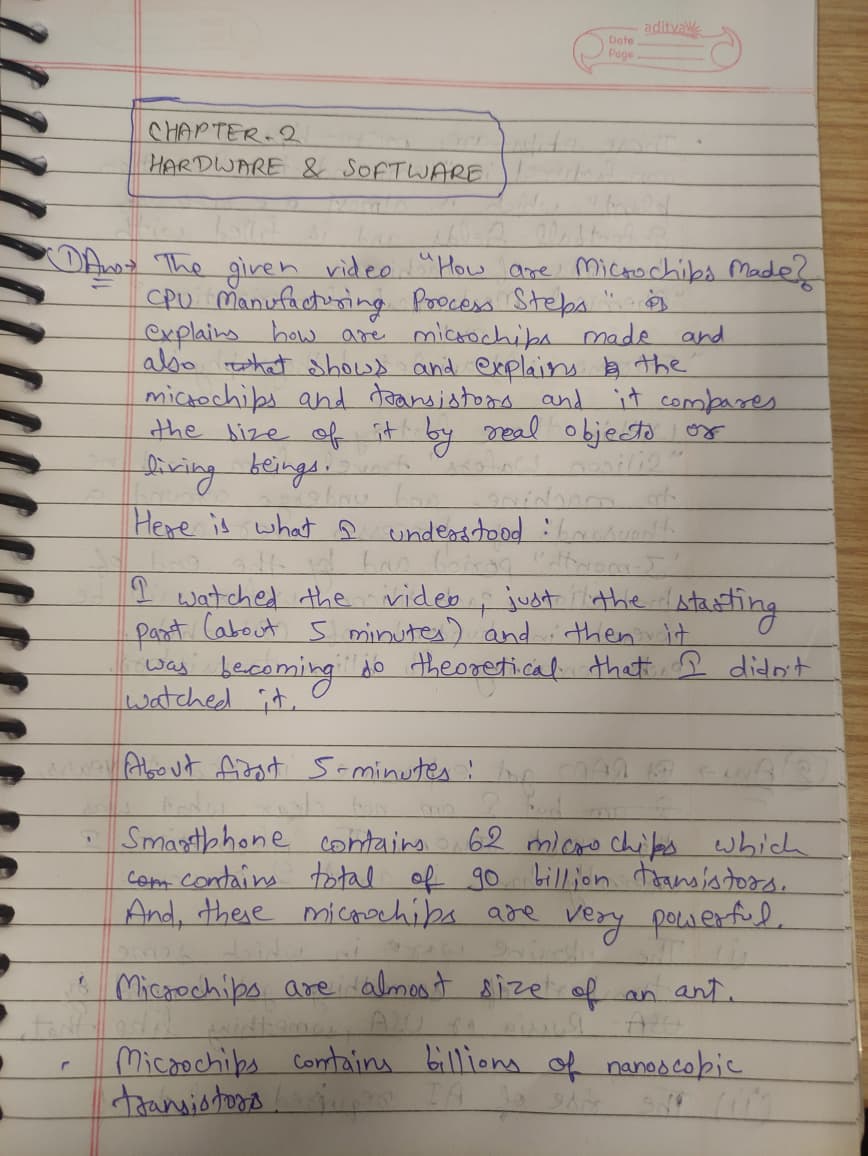 aditya
Date
Page
CHAPTER-2
HARDWARE & SOFTWARE
(1) Ans→ The given video "How are Microchips Made?
CPU Manufacturing Process Steps" is
explains how are microchips made and
also what shows and explains the
microchips and transistors and it compares
the size of it by real objects or
living beings.
Here is what I understood :
I watched the video, just the starting
part (about 5 minutes) and then it
was becoming so theoretical that I didn't
watched it.
About first 5-minutes :
• Smartphone contains 62 microchips which
com contains total of 90 billion transistors.
And, these microchips are very powerful.
• Microchips are almost size of an ant.
• Microchips contains billions of nanoscopic
transistors.